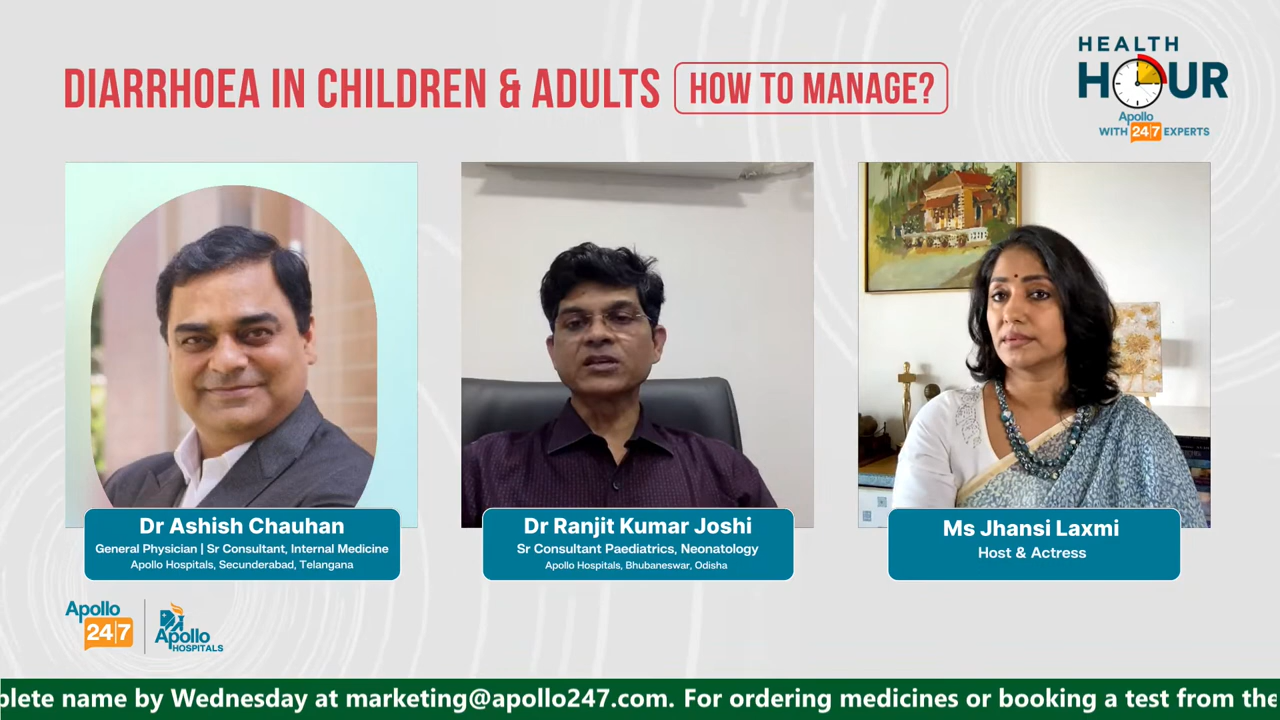 DIARRHOEA IN CHILDREN & ADULTS HOW TO MANAGE?
HEALTH
HOUR
Apollo
WITH 24|7 EXPERTS
Dr Ashish Chauhan
General Physician | Sr Consultant, Internal Medicine
Apollo Hospitals, Secunderabad, Telangana
Dr Ranjit Kumar Joshi
Sr Consultant Paediatrics, Neonatology
Apollo Hospitals, Bhubaneswar, Odisha
Ms Jhansi Laxmi
Host & Actress
Apollo
24|7
Apollo
HOSPITALS
plete name by Wednesday at marketing@apollo247.com. For ordering medicines or booking a test from the